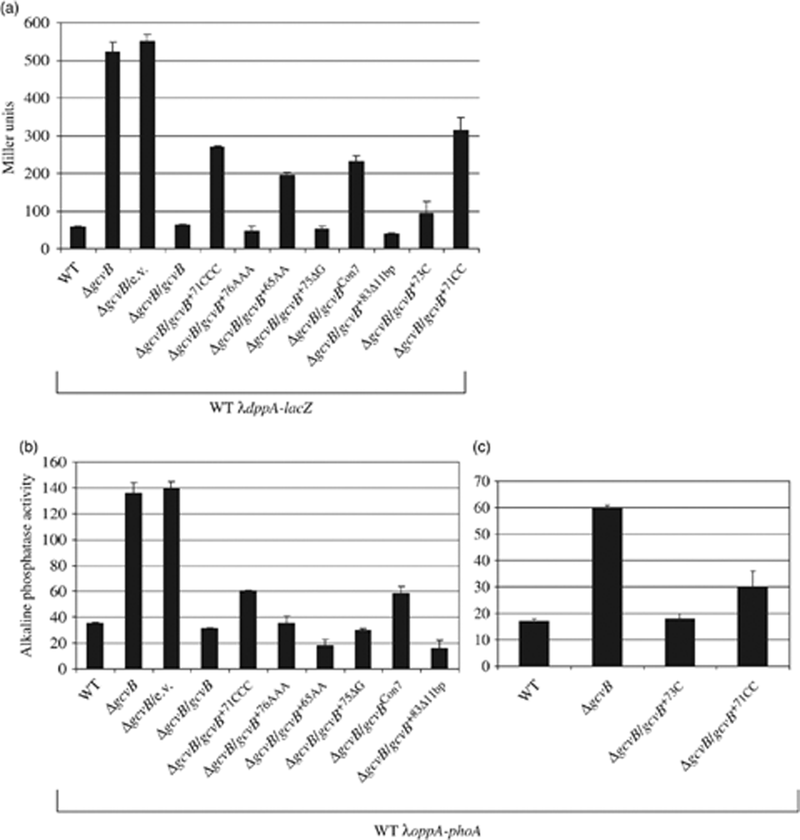 (a)
600
500
400
300
200
100
0
Miller units
WT
ΔgcvB
ΔgcvB/e.v.
ΔgcvB/gcvB
ΔgcvB/gcvB+71CCC
ΔgcvB/gcvB+76AAA
ΔgcvB/gcvB+65AA
ΔgcvB/gcvB+75ΔG
ΔgcvB/gcvBCon7
ΔgcvB/gcvB+83Δ11bp
ΔgcvB/gcvB+73C
ΔgcvB/gcvB+71CC
WT λdppA-lacZ
(b)
160
140
120
100
80
60
40
20
0
Alkaline phosphatase activity
WT
ΔgcvB
ΔgcvB/e.v.
ΔgcvB/gcvB
ΔgcvB/gcvB+71CCC
ΔgcvB/gcvB+76AAA
ΔgcvB/gcvB+65AA
ΔgcvB/gcvB+75ΔG
ΔgcvB/gcvBCon7
ΔgcvB/gcvB+83Δ11bp
(c)
70
60
50
40
30
20
10
0
WT
ΔgcvB
ΔgcvB/gcvB+73C
ΔgcvB/gcvB+71CC
WT λoppA-phoA